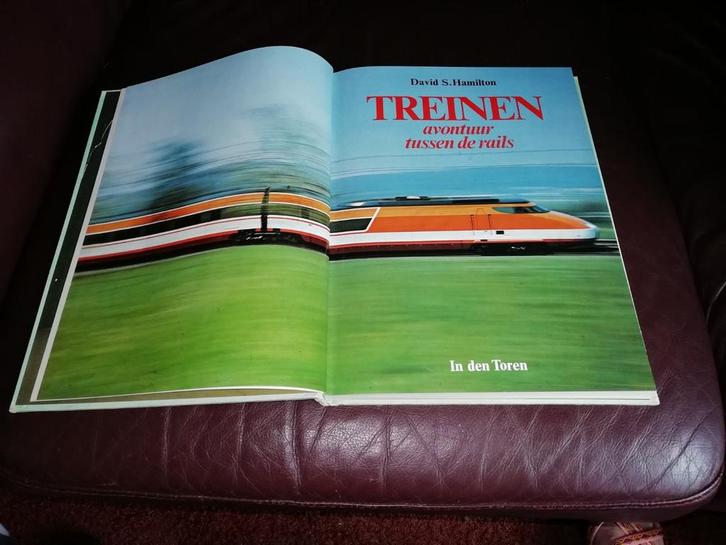 David S. Hamilton
TREINEN
avontuur
tussen de rails
In den Toren